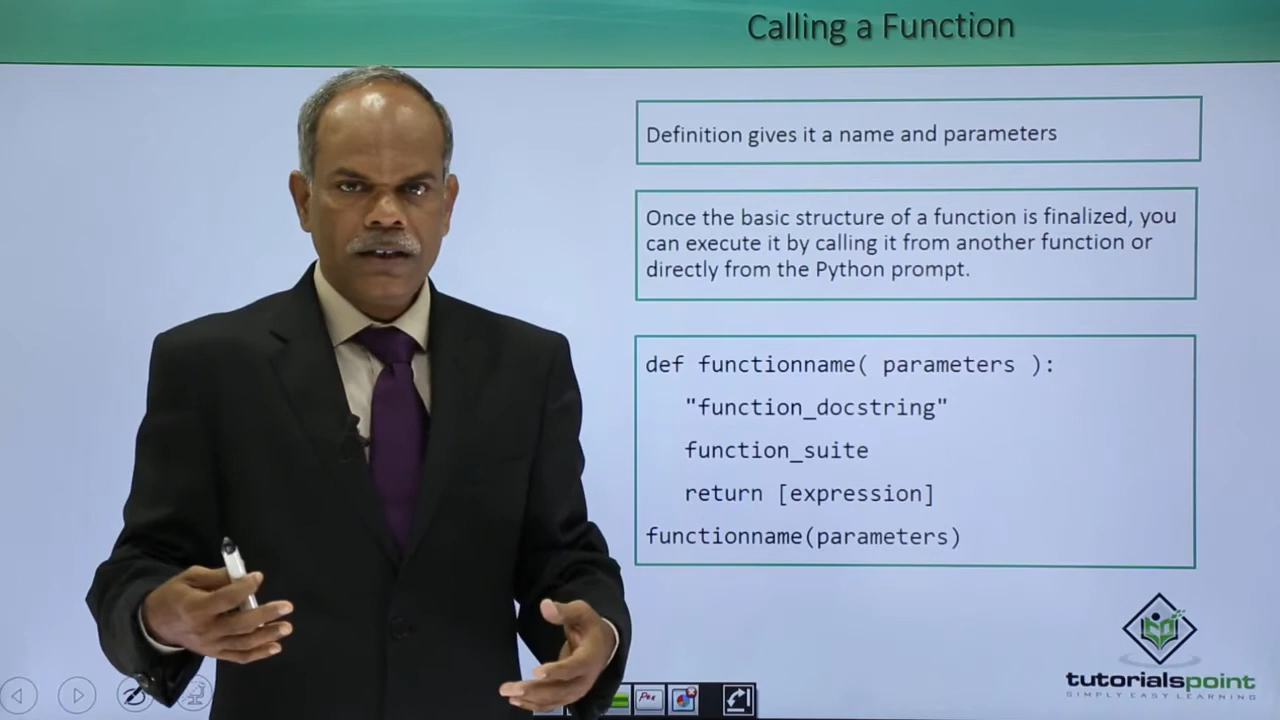 Calling a Function
Definition gives it a name and parameters
Once the basic structure of a function is finalized, you
can execute it by calling it from another function or
directly from the Python prompt.
def functionname( parameters ):
"function_docstring"
function_suite
return [expression]
functionname(parameters)
tutorialspoint
SIMPLY EASY LEARNING
Pex